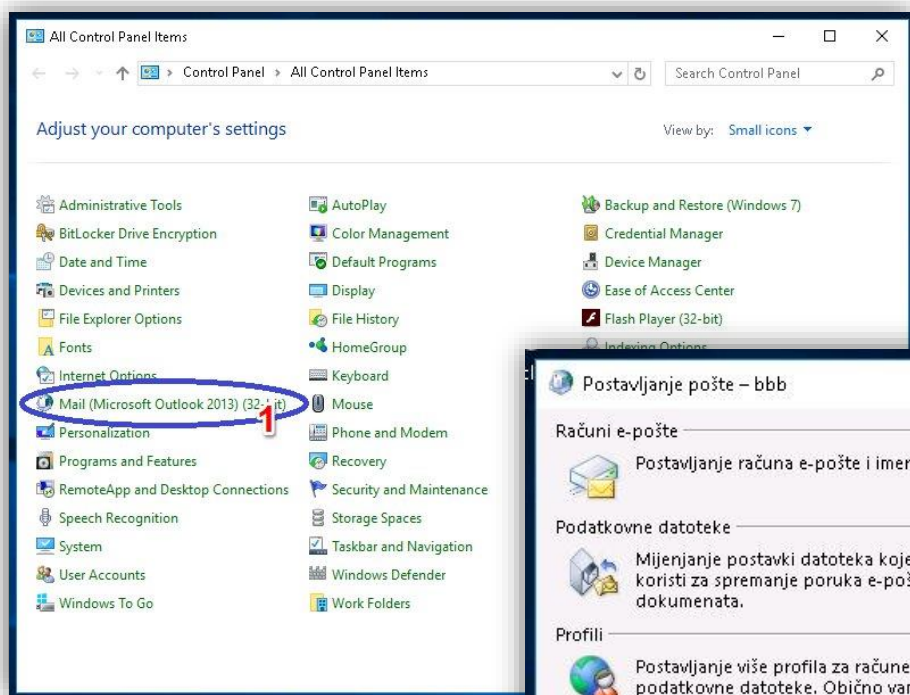 All Control Panel Items
Control Panel > All Control Panel Items
Search Control Panel
Adjust your computer's settings
View by: Small icons
Administrative Tools
AutoPlay
Backup and Restore (Windows 7)
BitLocker Drive Encryption
Color Management
Credential Manager
Date and Time
Default Programs
Device Manager
Devices and Printers
Display
Ease of Access Center
File Explorer Options
File History
Flash Player (32-bit)
Fonts
HomeGroup
Indexing Options
Internet Options
Keyboard
Mail (Microsoft Outlook 2013) (32-bit)
1
Mouse
Personalization
Phone and Modem
Programs and Features
Recovery
RemoteApp and Desktop Connections
Security and Maintenance
Speech Recognition
Storage Spaces
System
Taskbar and Navigation
User Accounts
Windows Defender
Windows To Go
Work Folders
Postavljanje pošte – bbb
Računi e-pošte
Postavljanje računa e-pošte i
Podatkovne datoteke
Mijenjanje postavki datoteka koje
koristi za spremanje poruka
dokumenata.
Profili
Postavljanje više profila za račune
podatkovne datoteke. Obično